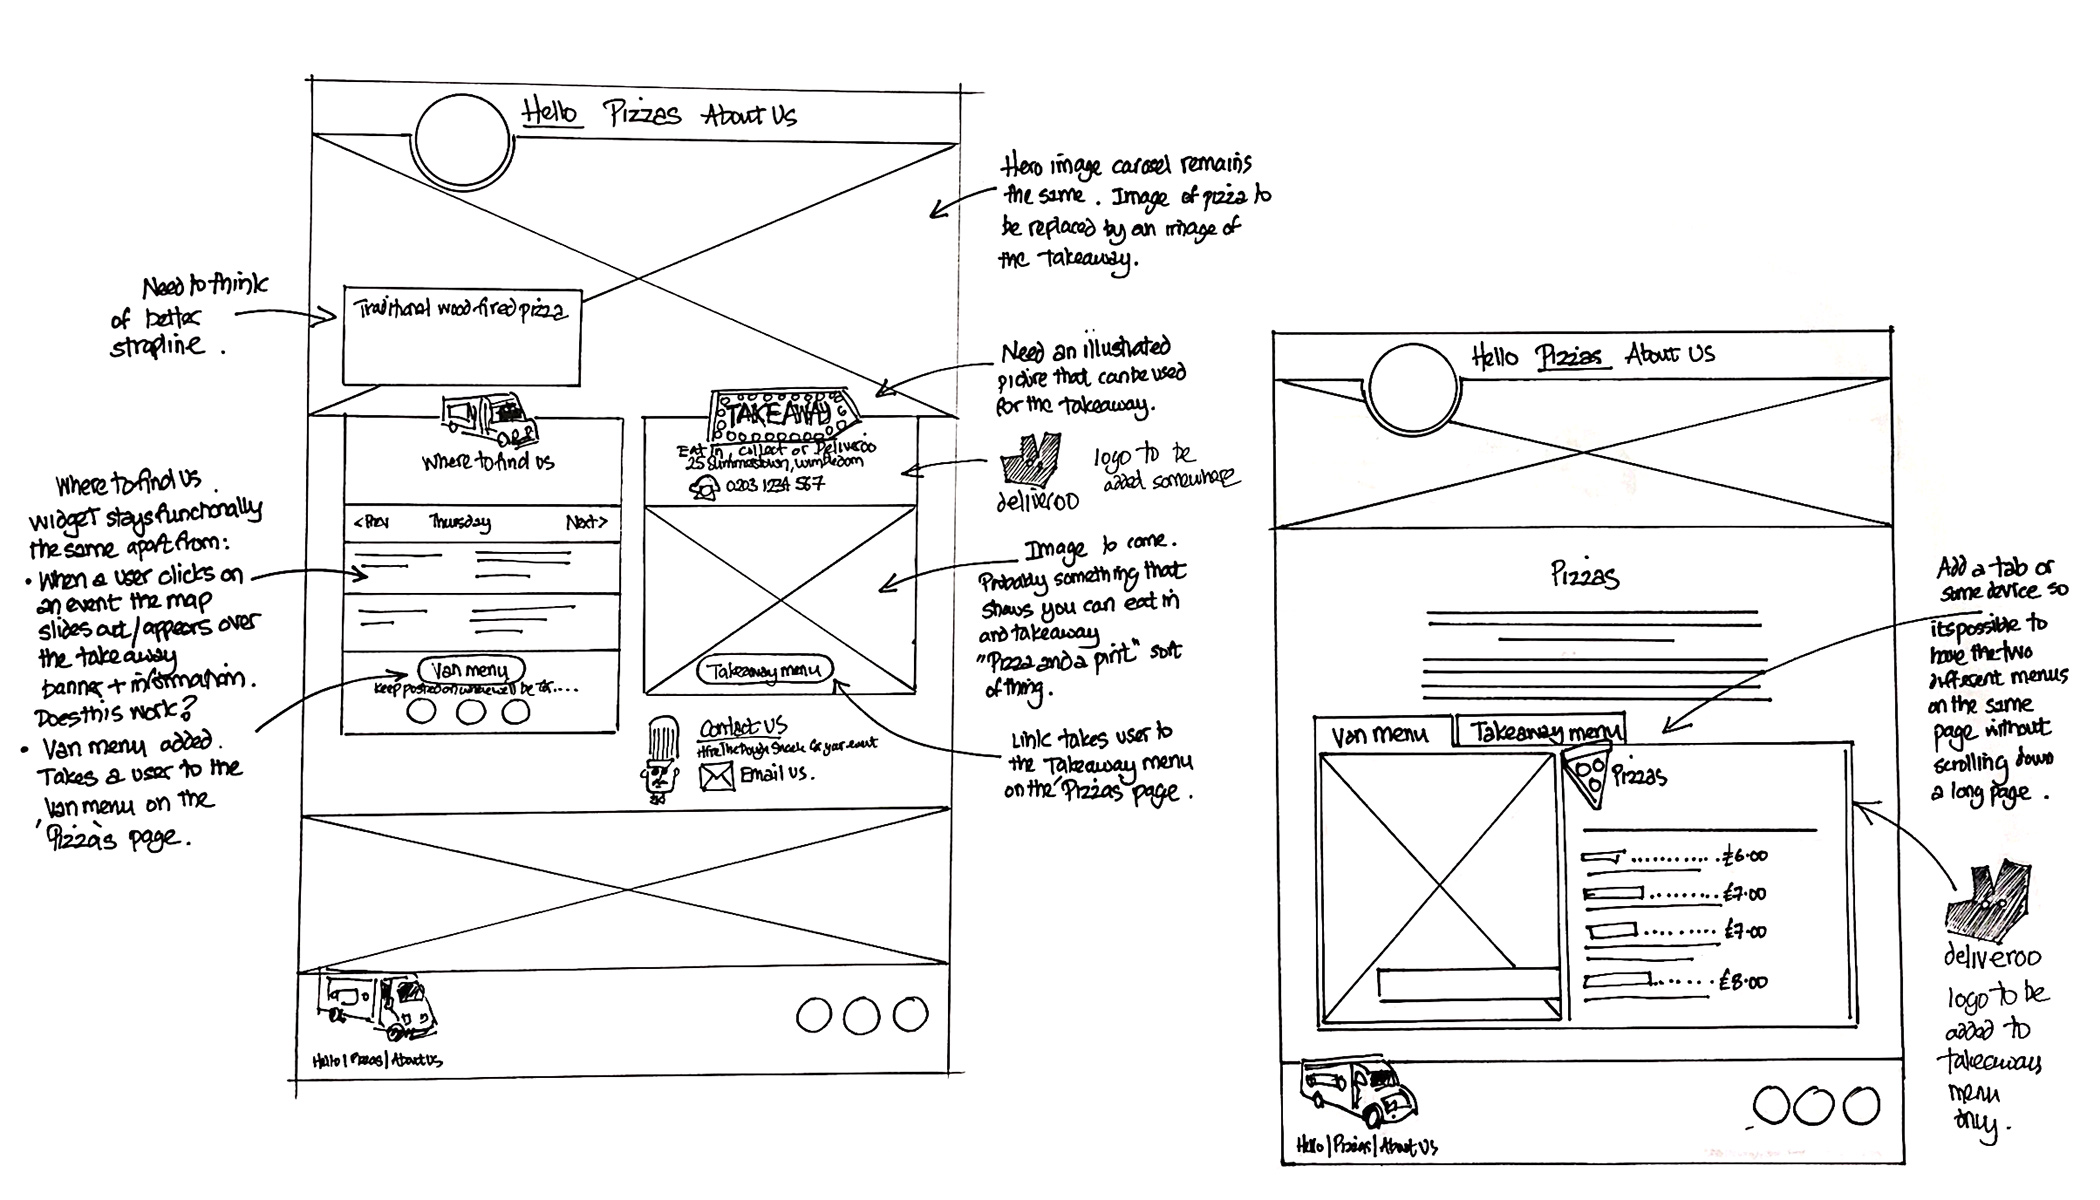 Hello Pizzas About Us
Traditional wood-fired pizza
Need to think
of better
strapline.
Hero image carosel remains
the same. Image of pizza to
be replaced by an image of
the takeaway.
Need an illustrated
picture that can be used
for the takeaway.
deliveroo
logo to be
added somewhere
Where to find us
widget stays functionally
the same apart from:
• When a user clicks on
an event the map
slides out/appears over
the takeaway
banner + information.
Does this work?
• Van menu added.
Takes a user to the
Van menu on the
'Pizzas' page.
Where to find us
<Prev Thursday Next>
Van menu
Keep posted on where we'll be for....
TAKEAWAY
Eat In, collect or Deliveroo
25 Wimbledom
0203 1234 567
Takeaway menu
Image to come.
Probably something that
shows you can eat in
and takeaway
"Pizza and a pint" sort
of thing.
Link takes user to
the Takeaway menu
on the 'Pizzas' page.
Contact Us
Hire The Dough Shack for your event
Email us.
Hello | Pizzas | About Us
Hello Pizzas About Us
Pizzas
Van menu Takeaway menu
Pizzas
£6.00
£7.00
£7.00
£8.00
Add a tab or
some device so
its possible to
have the two
different menus
on the same
page without
scrolling down
a long page.
deliveroo
logo to be
added to
takeaway
menu
only.
Hello | Pizzas | About Us